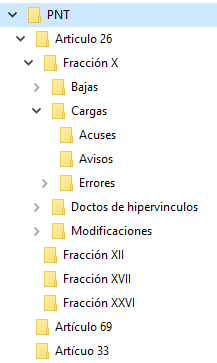 PNT
Articulo 26
Fracción X
Bajas
Cargas
Acuses
Avisos
Errores
Doctos de hipervinculos
Modificaciones
Fracción XII
Fracción XVII
Fracción XXVI
Artículo 69
Artícuo 33